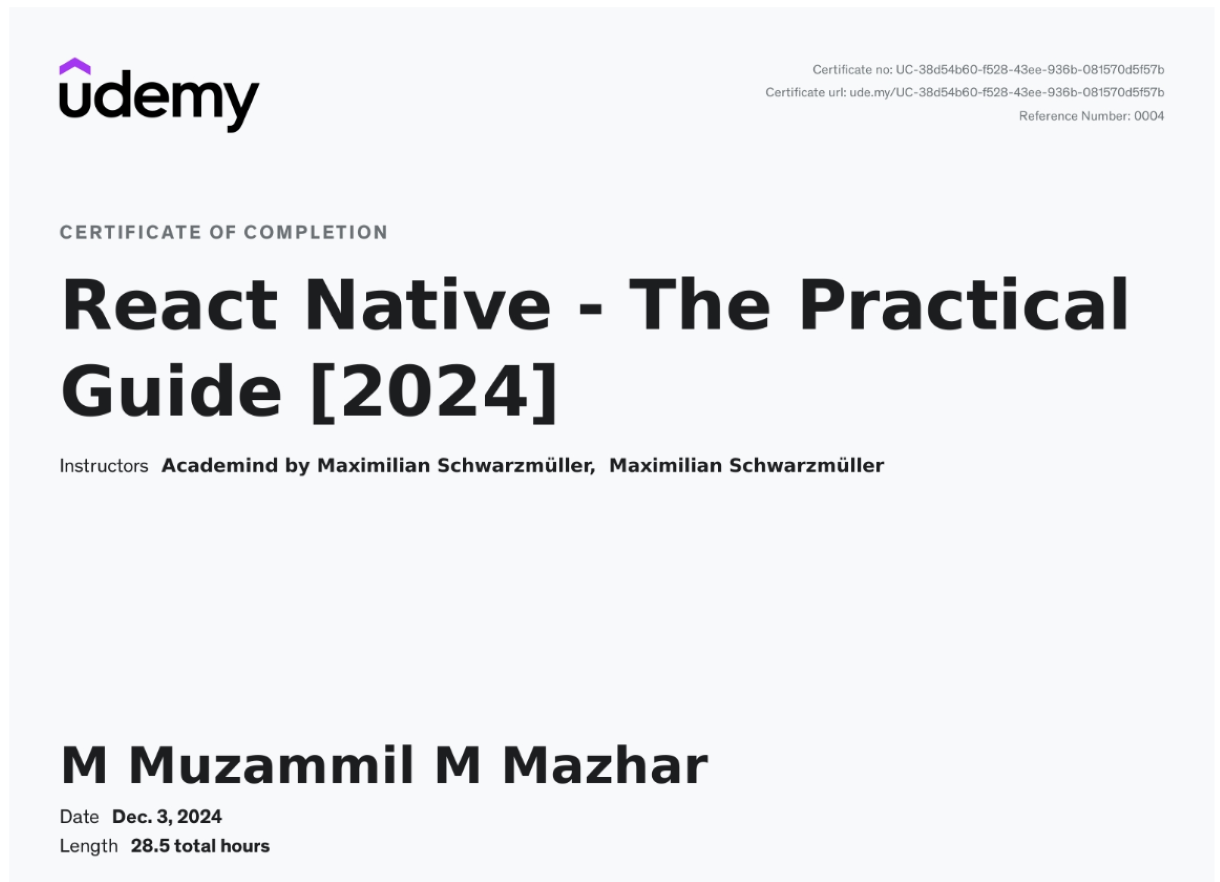 udemy
Certificate no: UC-38d54b60-f528-43ee-936b-081570d5f57b
Certificate url: ude.my/UC-38d54b60-f528-43ee-936b-081570d5f57b
Reference Number: 0004
CERTIFICATE OF COMPLETION
React Native - The Practical
Guide [2024]
Instructors Academind by Maximilian Schwarzmüller, Maximilian Schwarzmüller
M Muzammil M Mazhar
Date Dec. 3, 2024
Length 28.5 total hours